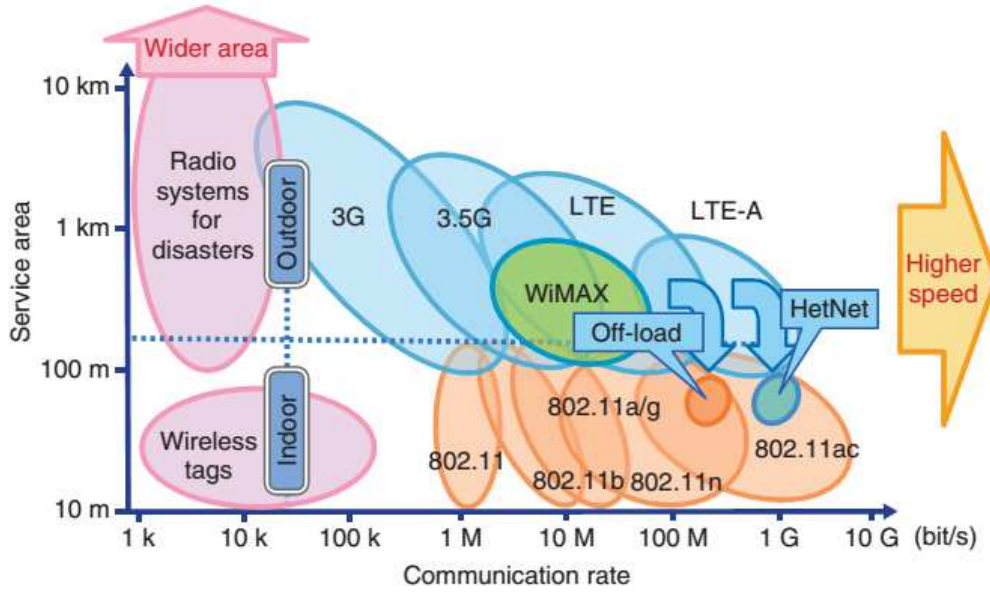 Wider area
10 km
Radio
systems
for
disasters
Outdoor
3G
3.5G
LTE
LTE-A
1 km
Service area
WiMAX
Off-load
HetNet
Higher
speed
100 m
Wireless
tags
Indoor
802.11
802.11a/g
802.11b
802.11n
802.11ac
10 m
1 k
10 k
100 k
1 M
10 M
100 M
1 G
10 G
(bit/s)
Communication rate